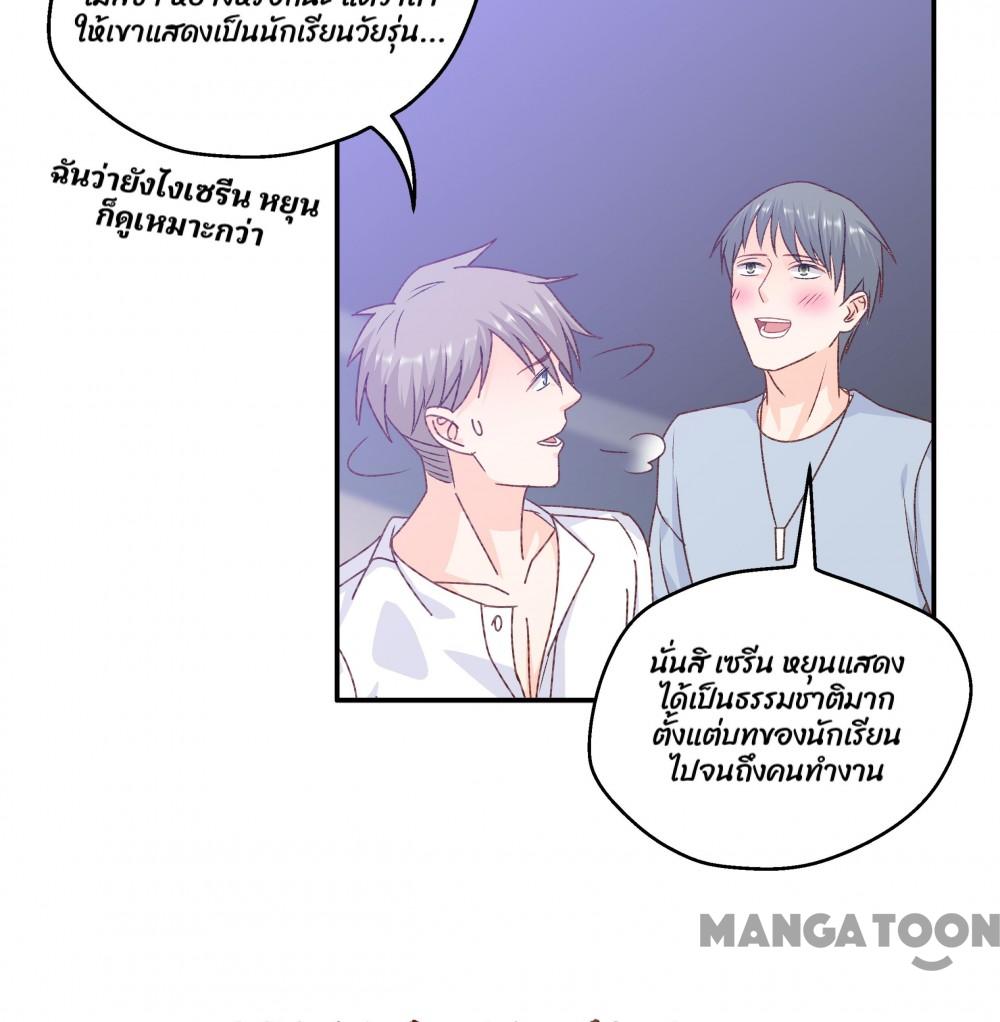 ให้เขาแสดงเป็นนักเรียนวัยรุ่น...
ฉันว่ายังไงเซรีน หยุน
ก็ดูเหมาะกว่า
นั่นสิ เซรีน หยุนแสดง
ได้เป็นธรรมชาติมาก
ตั้งแต่บทของนักเรียน
ไปจนถึงคนทำงาน
MANGATOON